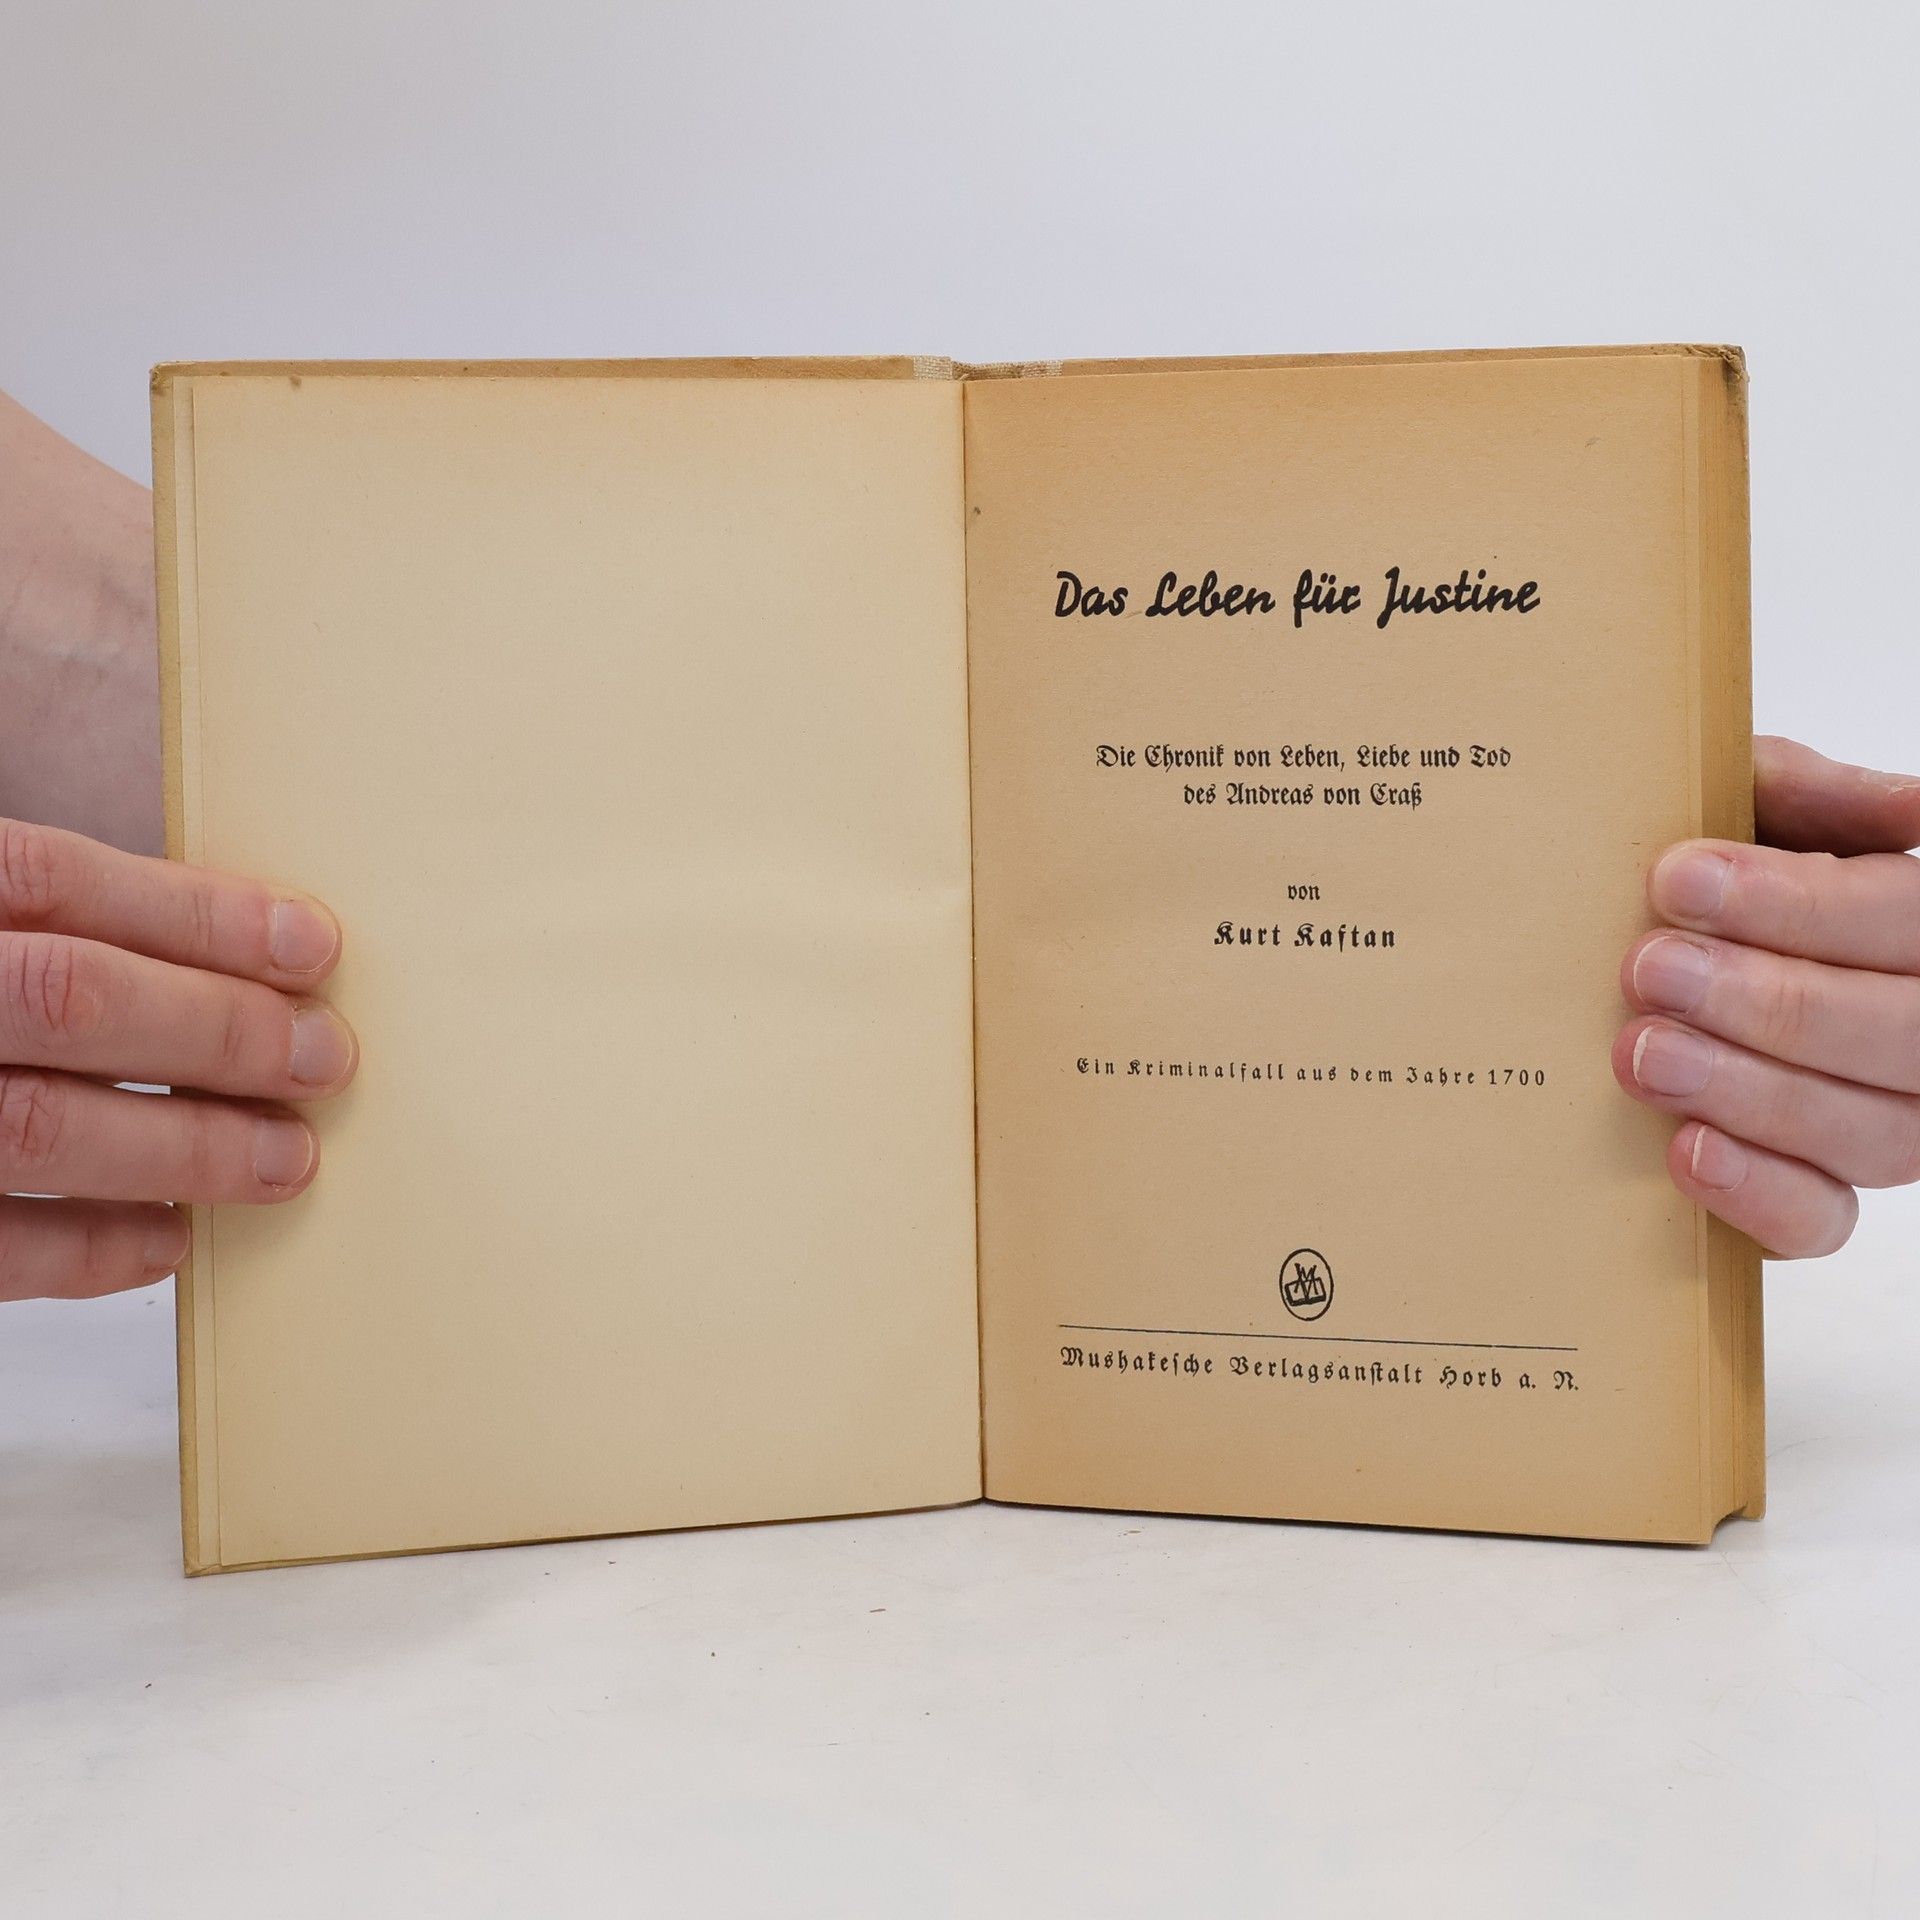 Das Leben für Justine
Die Chronik von Leben, Liebe und Tod
des Andreas von Craß
von
Kurt Kaftan
Ein Kriminalfall aus dem Jahre 1700
M
Mushakesche Verlagsanstalt Horb a. N.